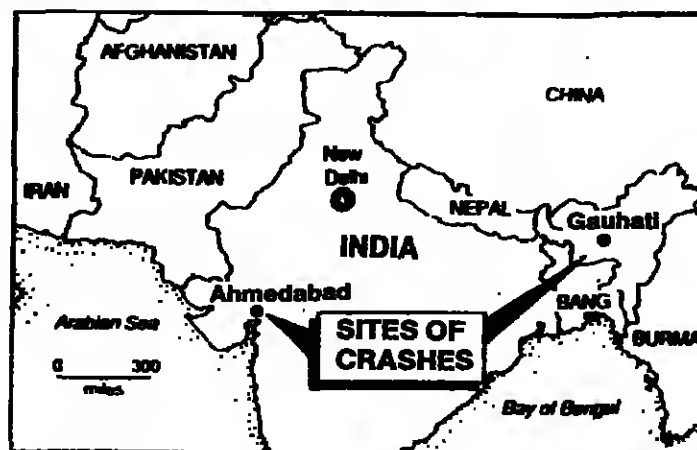 AFGHANISTAN
CHINA
New
Delhi
PAKISTAN
IRAN
NEPAL
Gauhati
INDIA
Ahmedabad
BANG
Arabian Sea
SITES OF
CRASHES
BURMA
0 300
miles
Bay of Bengal